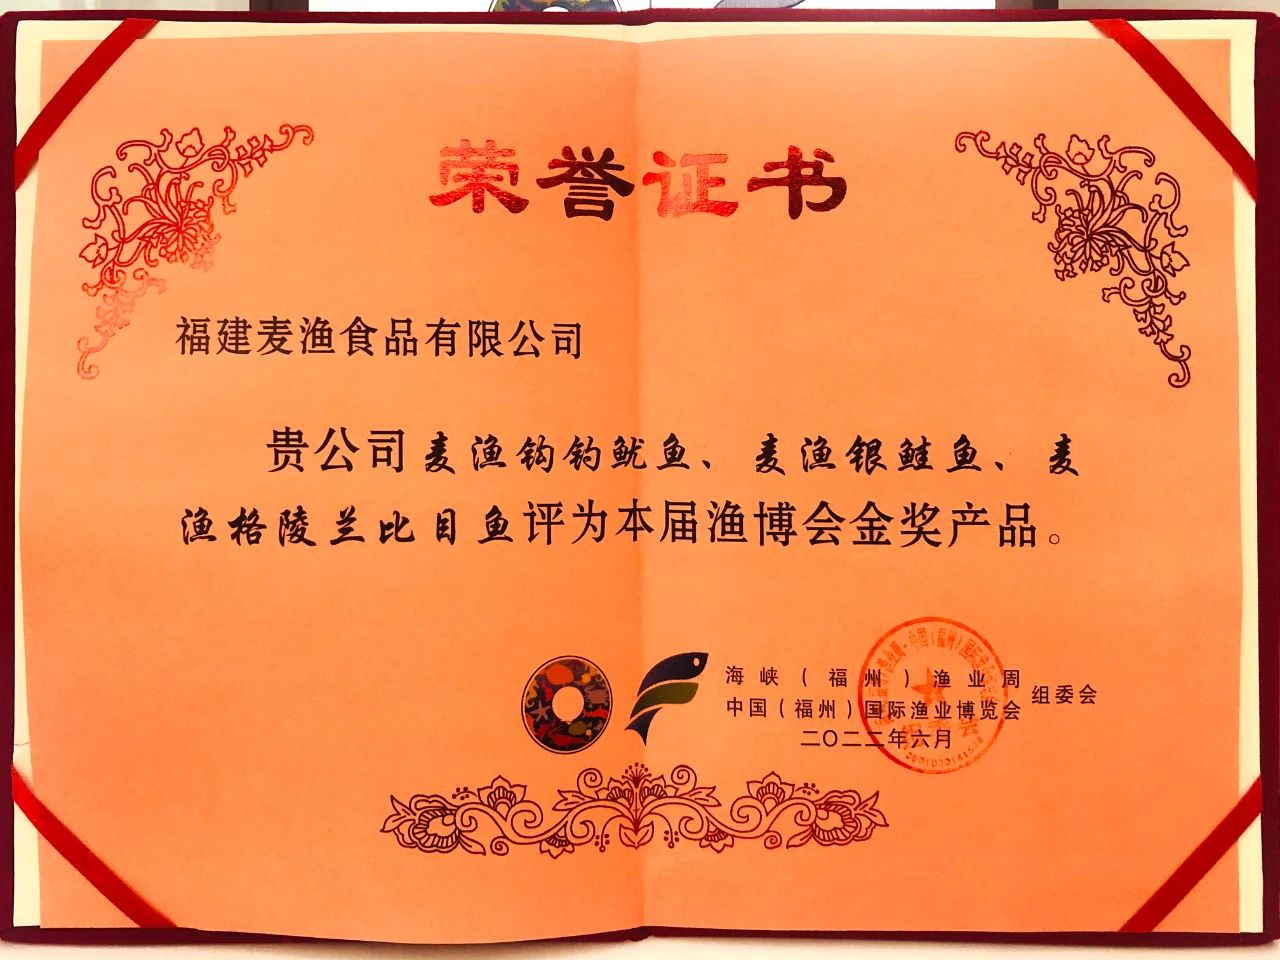 荣誉证书
福建麦渔食品有限公司
贵公司麦渔钩钓鱿鱼、麦渔银鲑鱼、麦
渔格陵兰比目鱼评为本届渔博会金奖产品。
海峡（福州）渔业周
中国（福州）国际渔业博览会
组委会
二〇二二年六月